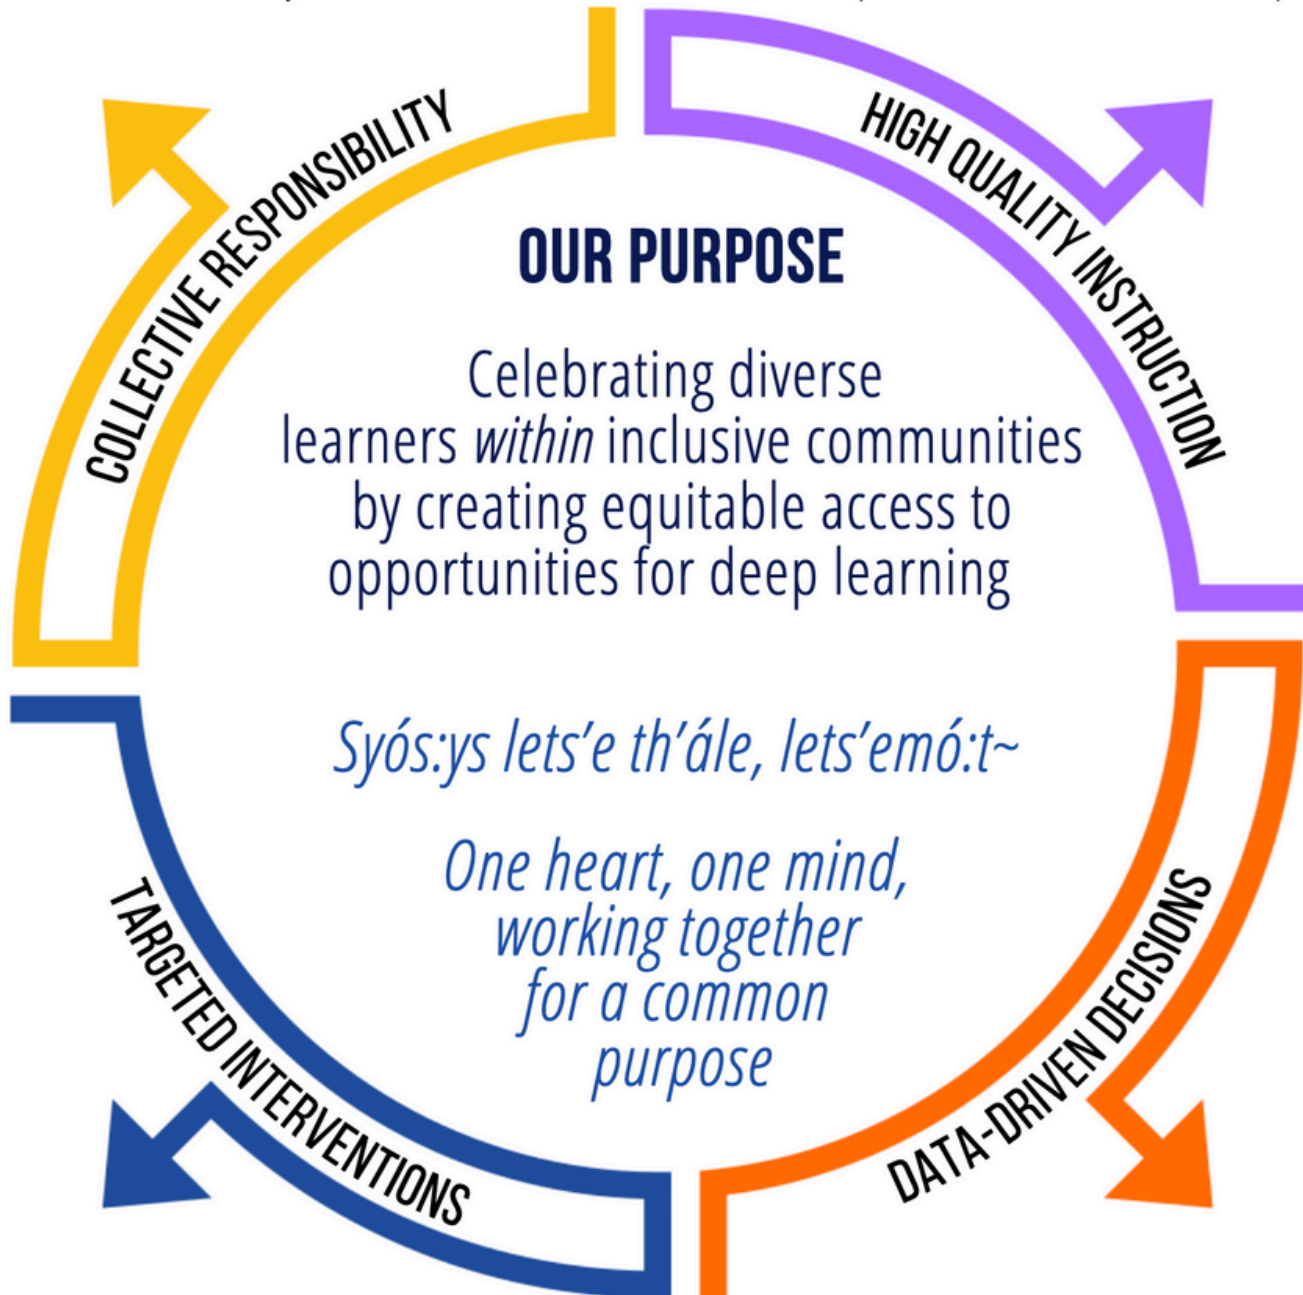 COLLECTIVE RESPONSIBILITY
HIGH QUALITY INSTRUCTION
OUR PURPOSE
Celebrating diverse
learners within inclusive communities
by creating equitable access to
opportunities for deep learning
Syós:ys lets’e th’ále, lets’emó:t~
One heart, one mind,
working together
for a common
purpose
TARGETED INTERVENTIONS
DATA-DRIVEN DECISIONS